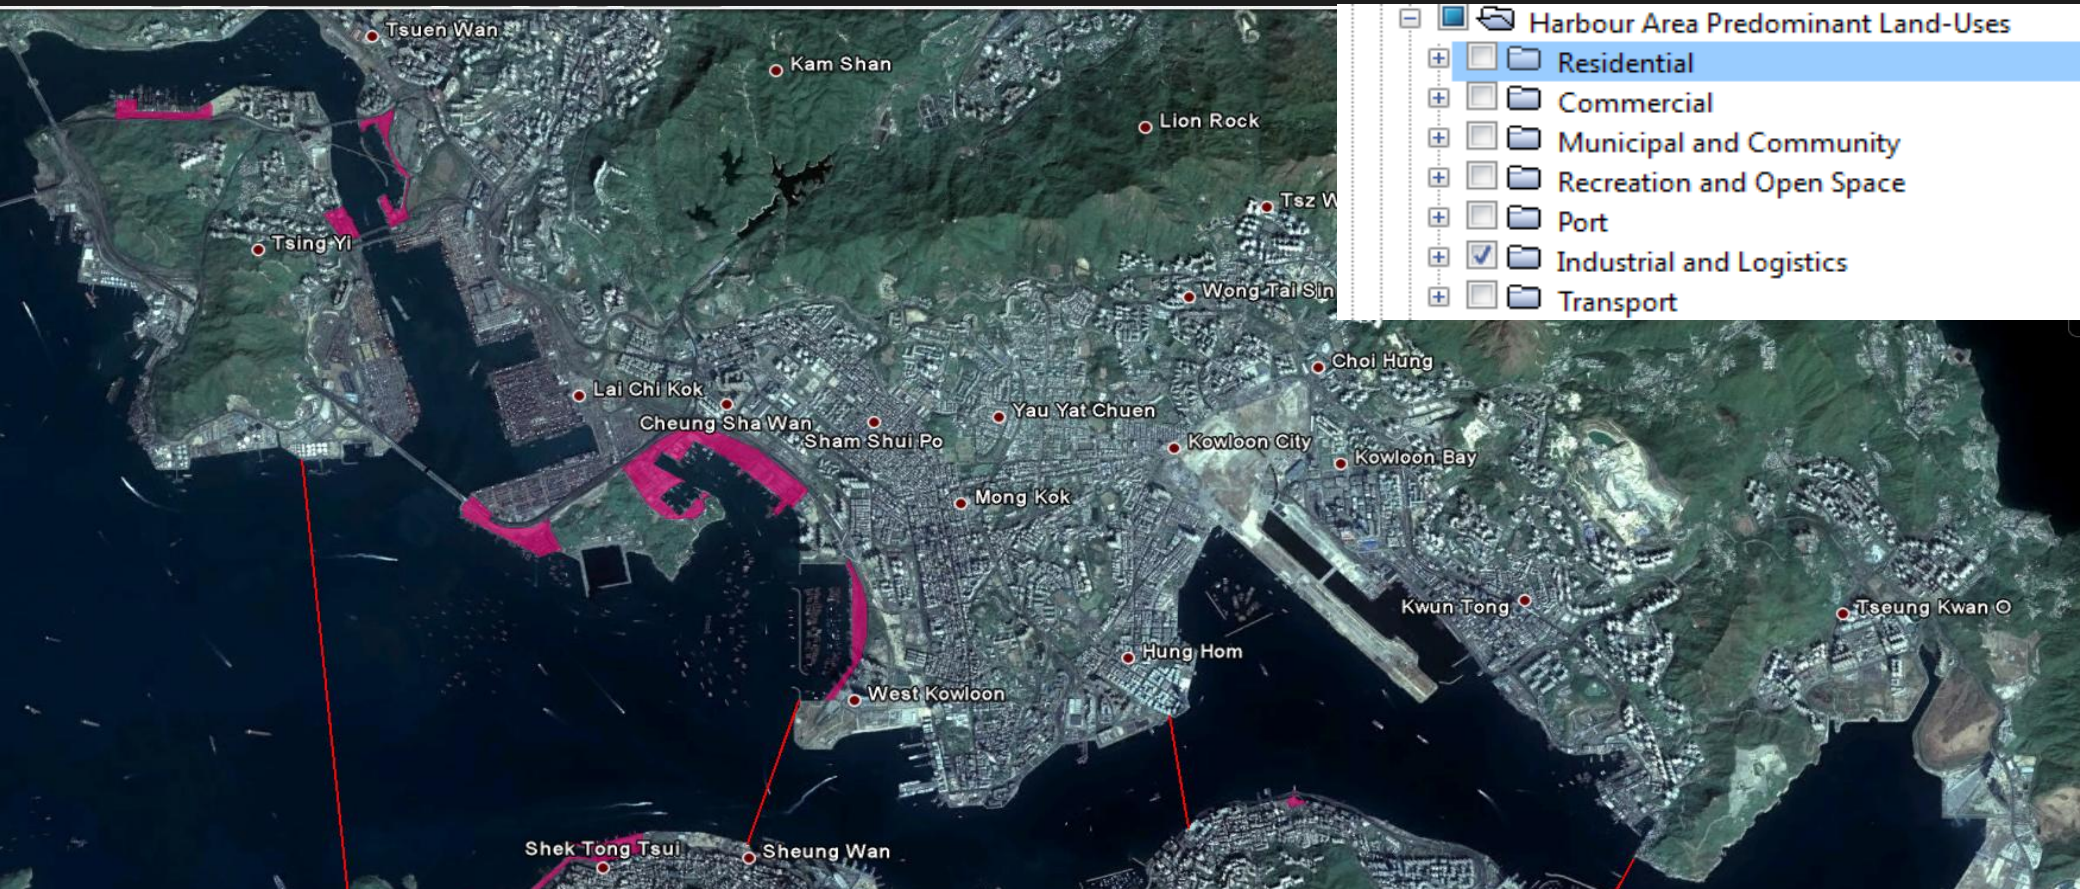 Harbour Area Predominant Land-Uses
Residential
Commercial
Municipal and Community
Recreation and Open Space
Port
Industrial and Logistics
Transport
Tsuen Wan
Kam Shan
Lion Rock
Tsz W
Tsing Yi
Wong Tai Sin
Choi Hung
Lai Chi Kok
Cheung Sha Wan
Yau Yat Chuen
Sham Shui Po
Kowloon City
Kowloon Bay
Mong Kok
Kwun Tong
Tseung Kwan O
Hung Hom
West Kowloon
Shek Tong Tsui
Sheung Wan